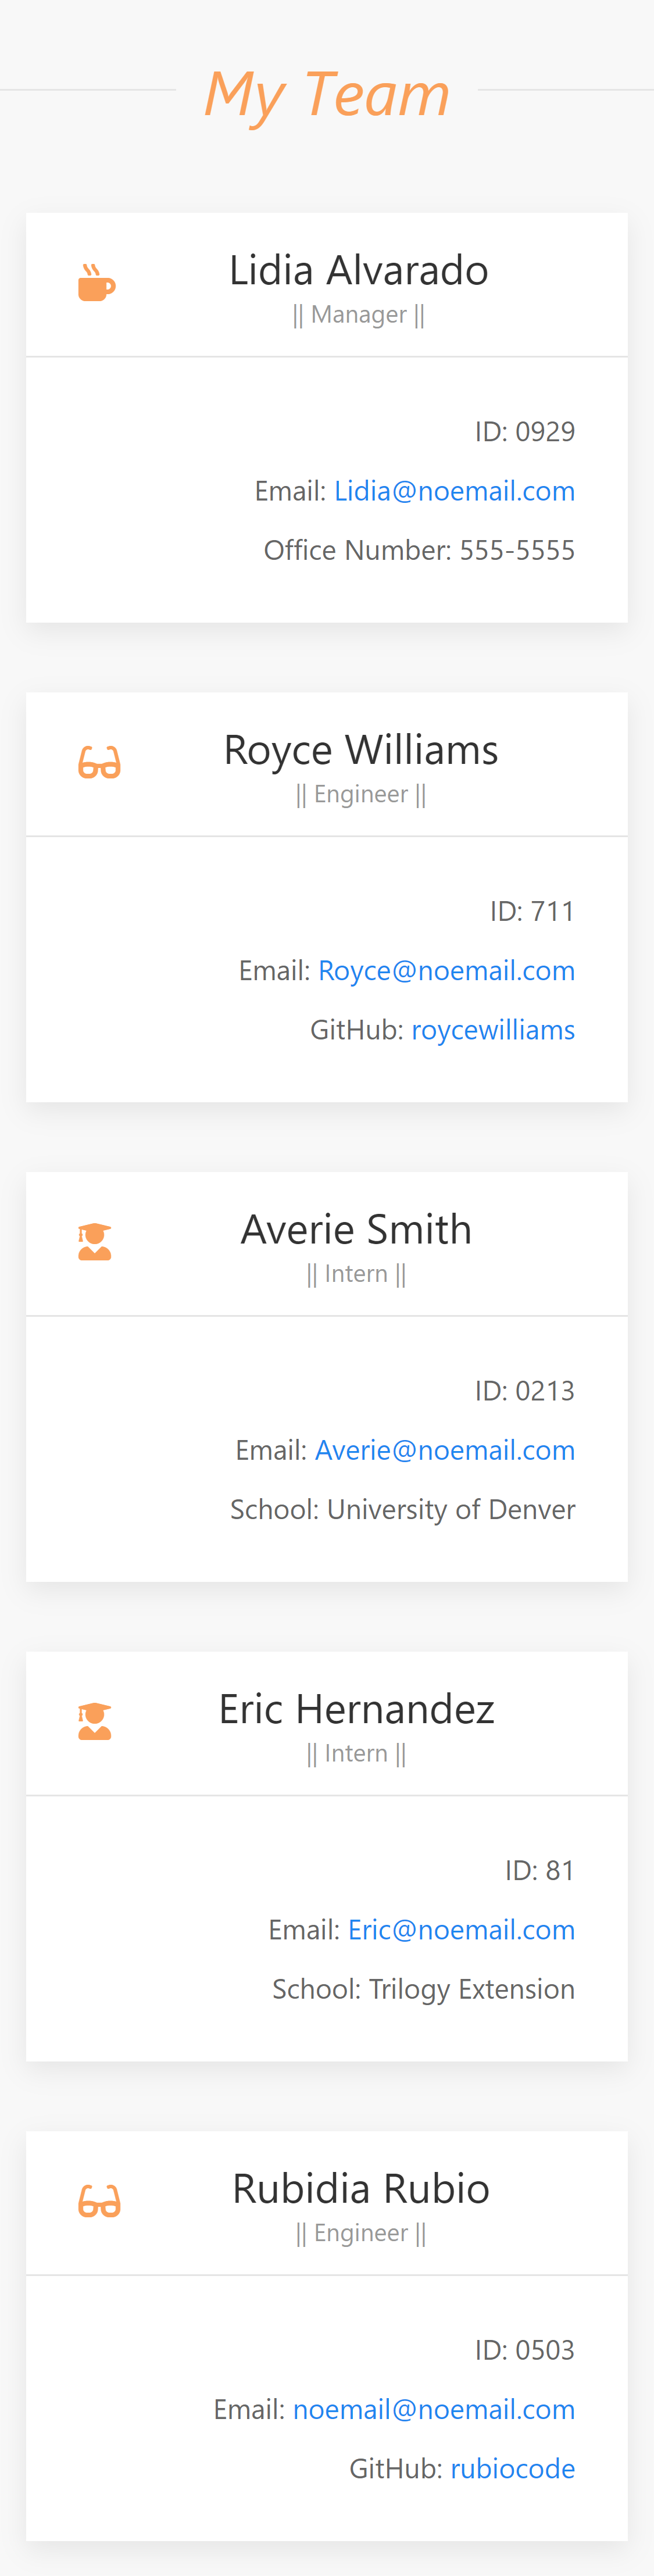 My Team
Lidia Alvarado
|| Manager ||
ID: 0929
Email: Lidia@noemail.com
Office Number: 555-5555
Royce Williams
|| Engineer ||
ID: 711
Email: Royce@noemail.com
GitHub: roycewilliams
Averie Smith
|| Intern ||
ID: 0213
Email: Averie@noemail.com
School: University of Denver
Eric Hernandez
|| Intern ||
ID: 81
Email: Eric@noemail.com
School: Trilogy Extension
Rubidia Rubio
|| Engineer ||
ID: 0503
Email: noemail@noemail.com
GitHub: rubiocode